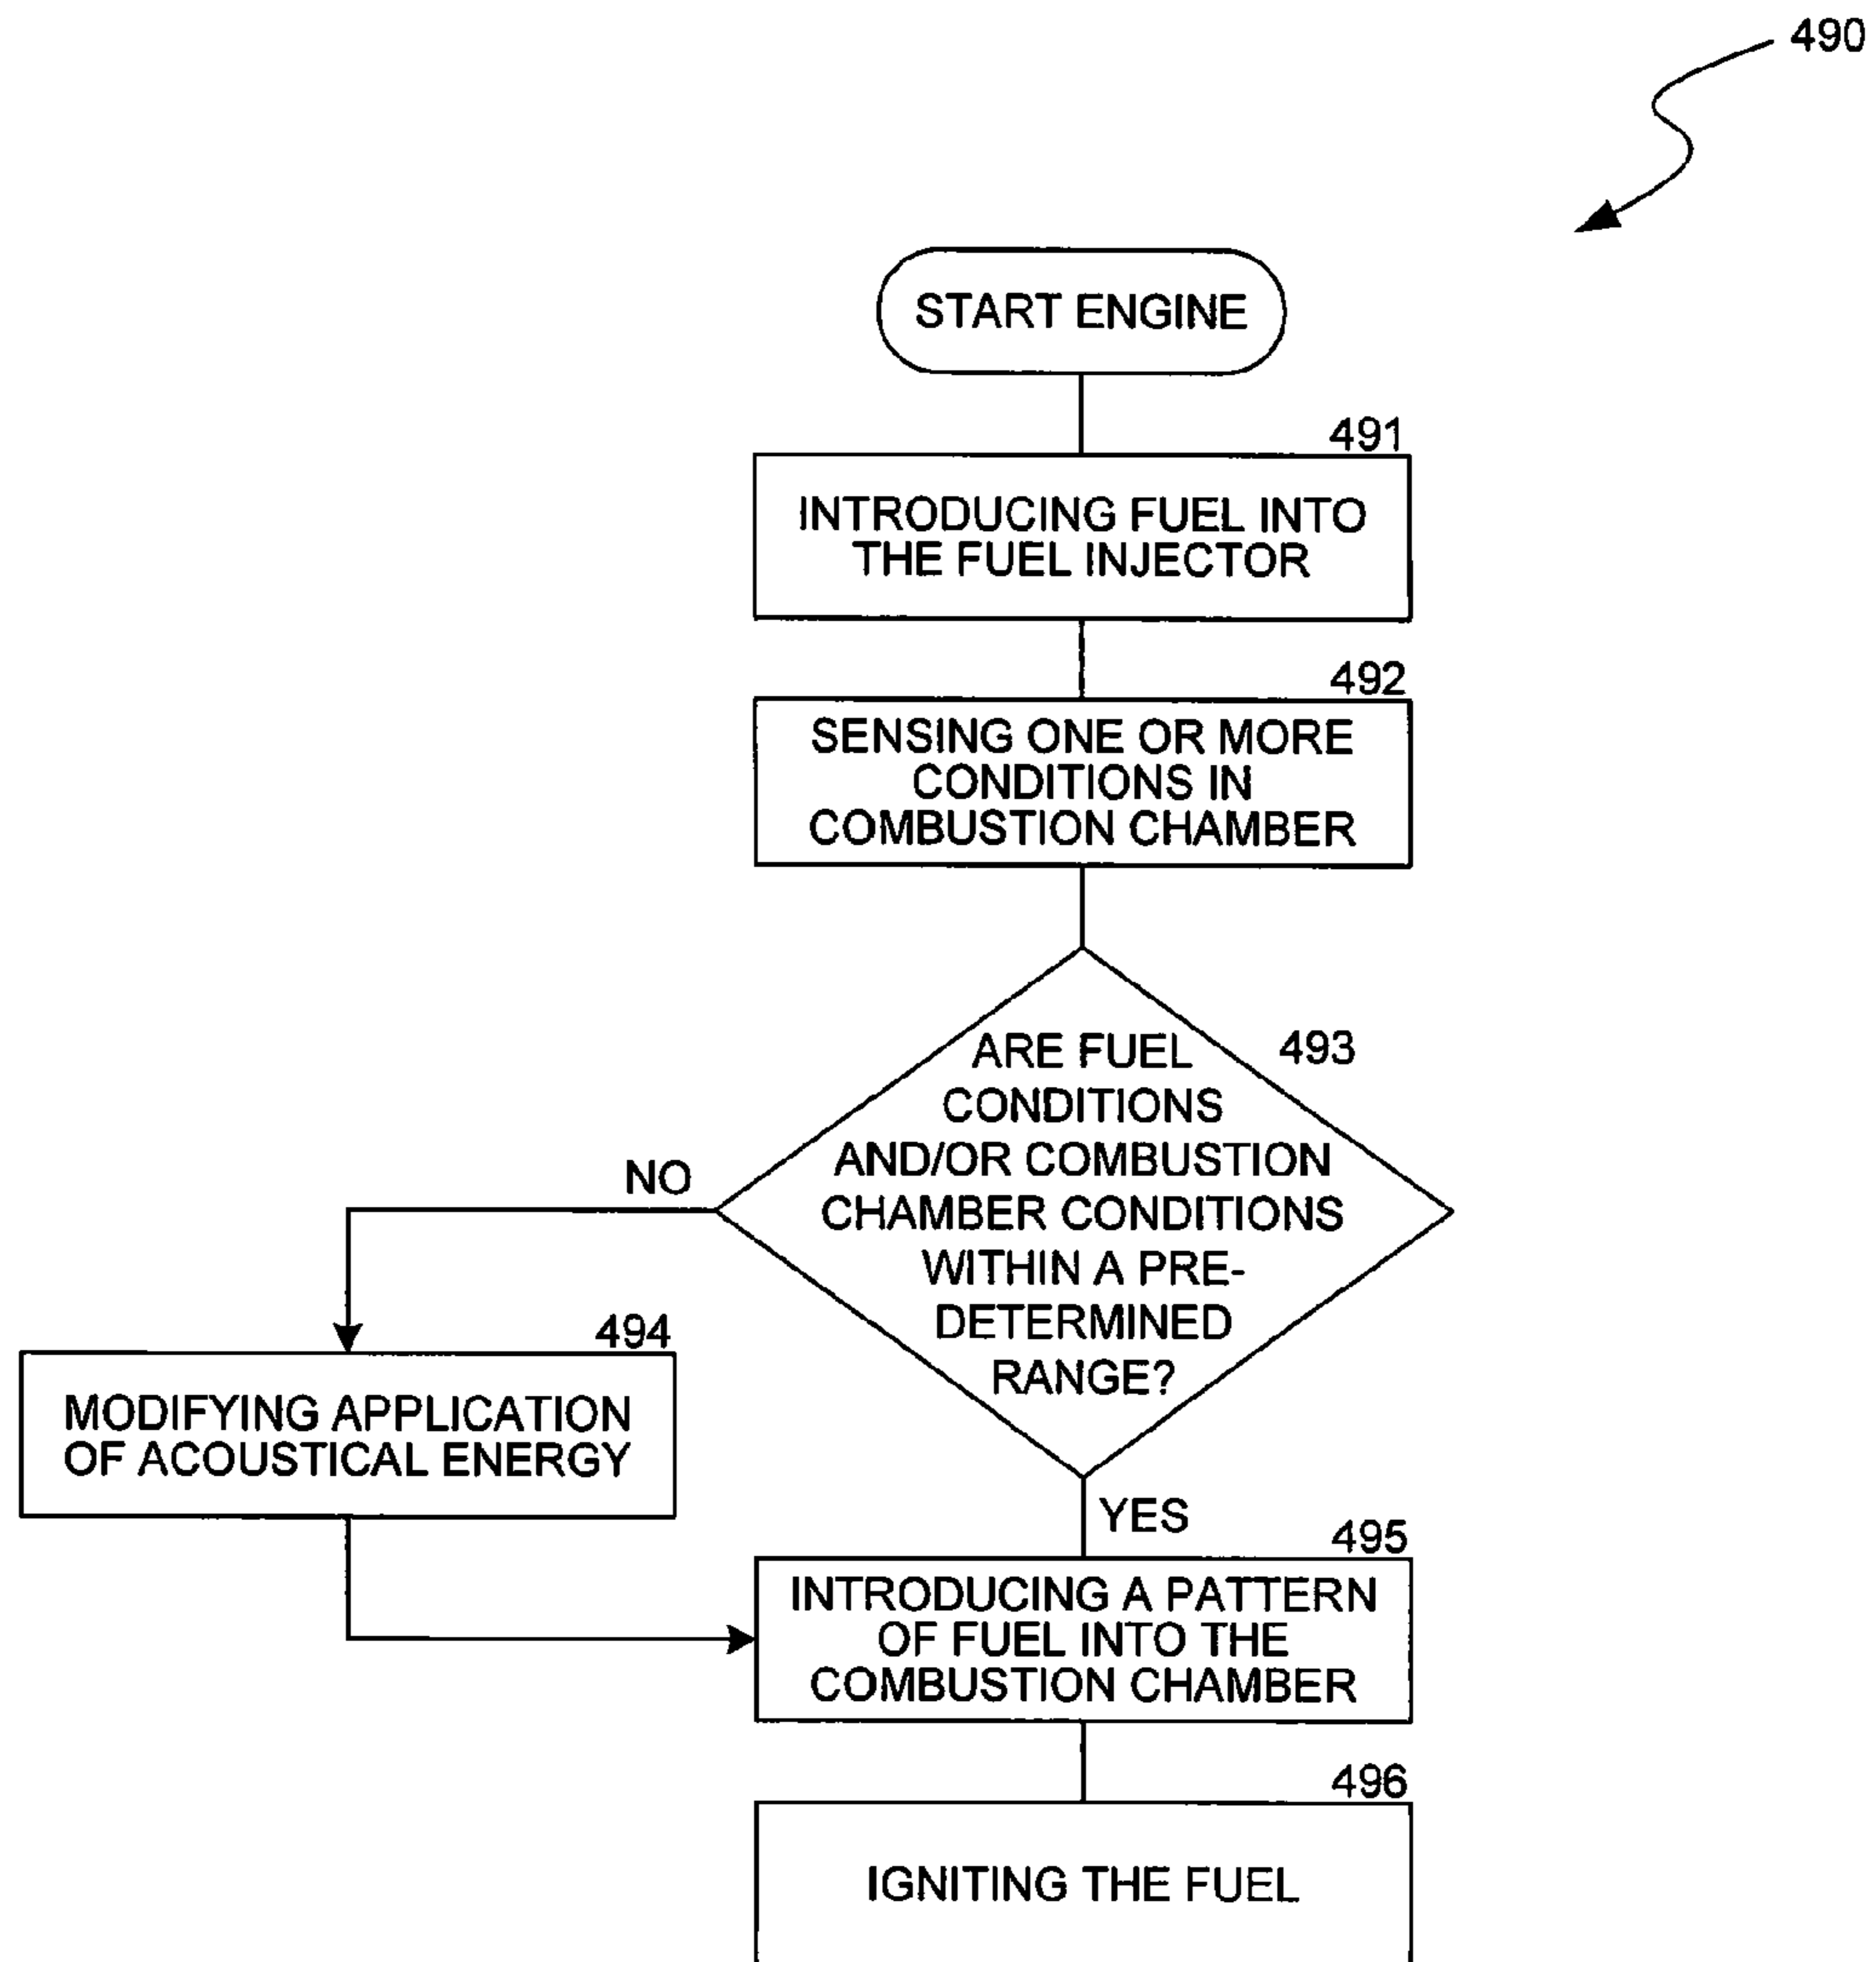 490
START ENGINE
491
INTRODUCING FUEL INTO
THE FUEL INJECTOR
492
SENSING ONE OR MORE
CONDITIONS IN
COMBUSTION CHAMBER
493
ARE FUEL
CONDITIONS
AND/OR COMBUSTION
CHAMBER CONDITIONS
WITHIN A PRE-
DETERMINED
RANGE?
NO
494
MODIFYING APPLICATION
OF ACOUSTICAL ENERGY
YES
495
INTRODUCING A PATTERN
OF FUEL INTO THE
COMBUSTION CHAMBER
496
IGNITING THE FUEL